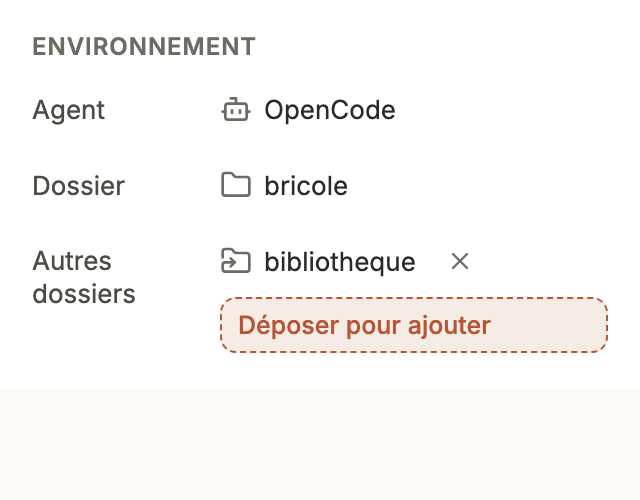 ENVIRONNEMENT
Agent
OpenCode
Dossier
bricole
Autres
dossiers
bibliotheque
Déposer pour ajouter